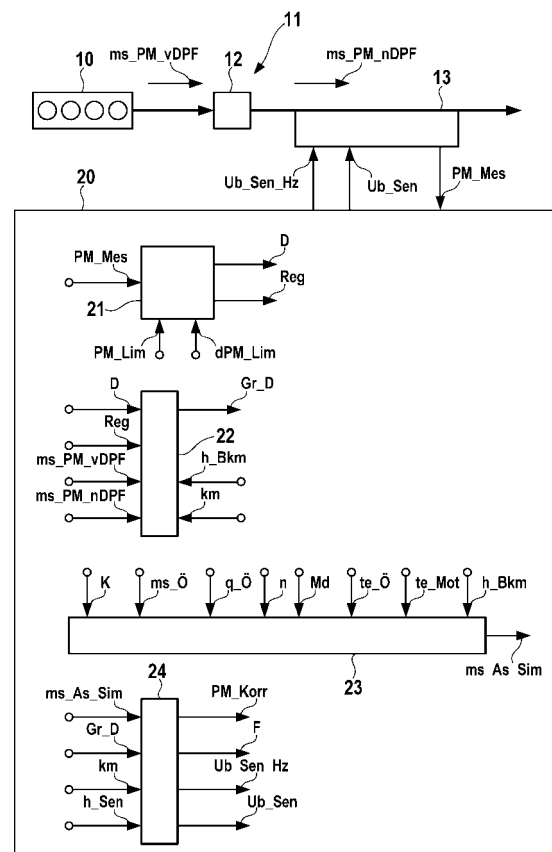 11
ms_PM_vDPF
ms_PM_nDPF
10
12
13
Ub_Sen_Hz
Ub_Sen
PM_Mes
20
D
PM_Mes
Reg
21
PM_Lim
dPM_Lim
D
Gr_D
Reg
22
ms_PM_vDPF
h_Bkm
ms_PM_nDPF
km
K
ms_Ö
q_Ö
n
Md
te_Ö
te_Mot
h_Bkm
23
ms_As_Sim
24
ms_As_Sim
PM_Korr
Gr_D
F
km
Ub_Sen_Hz
h_Sen
Ub_Sen